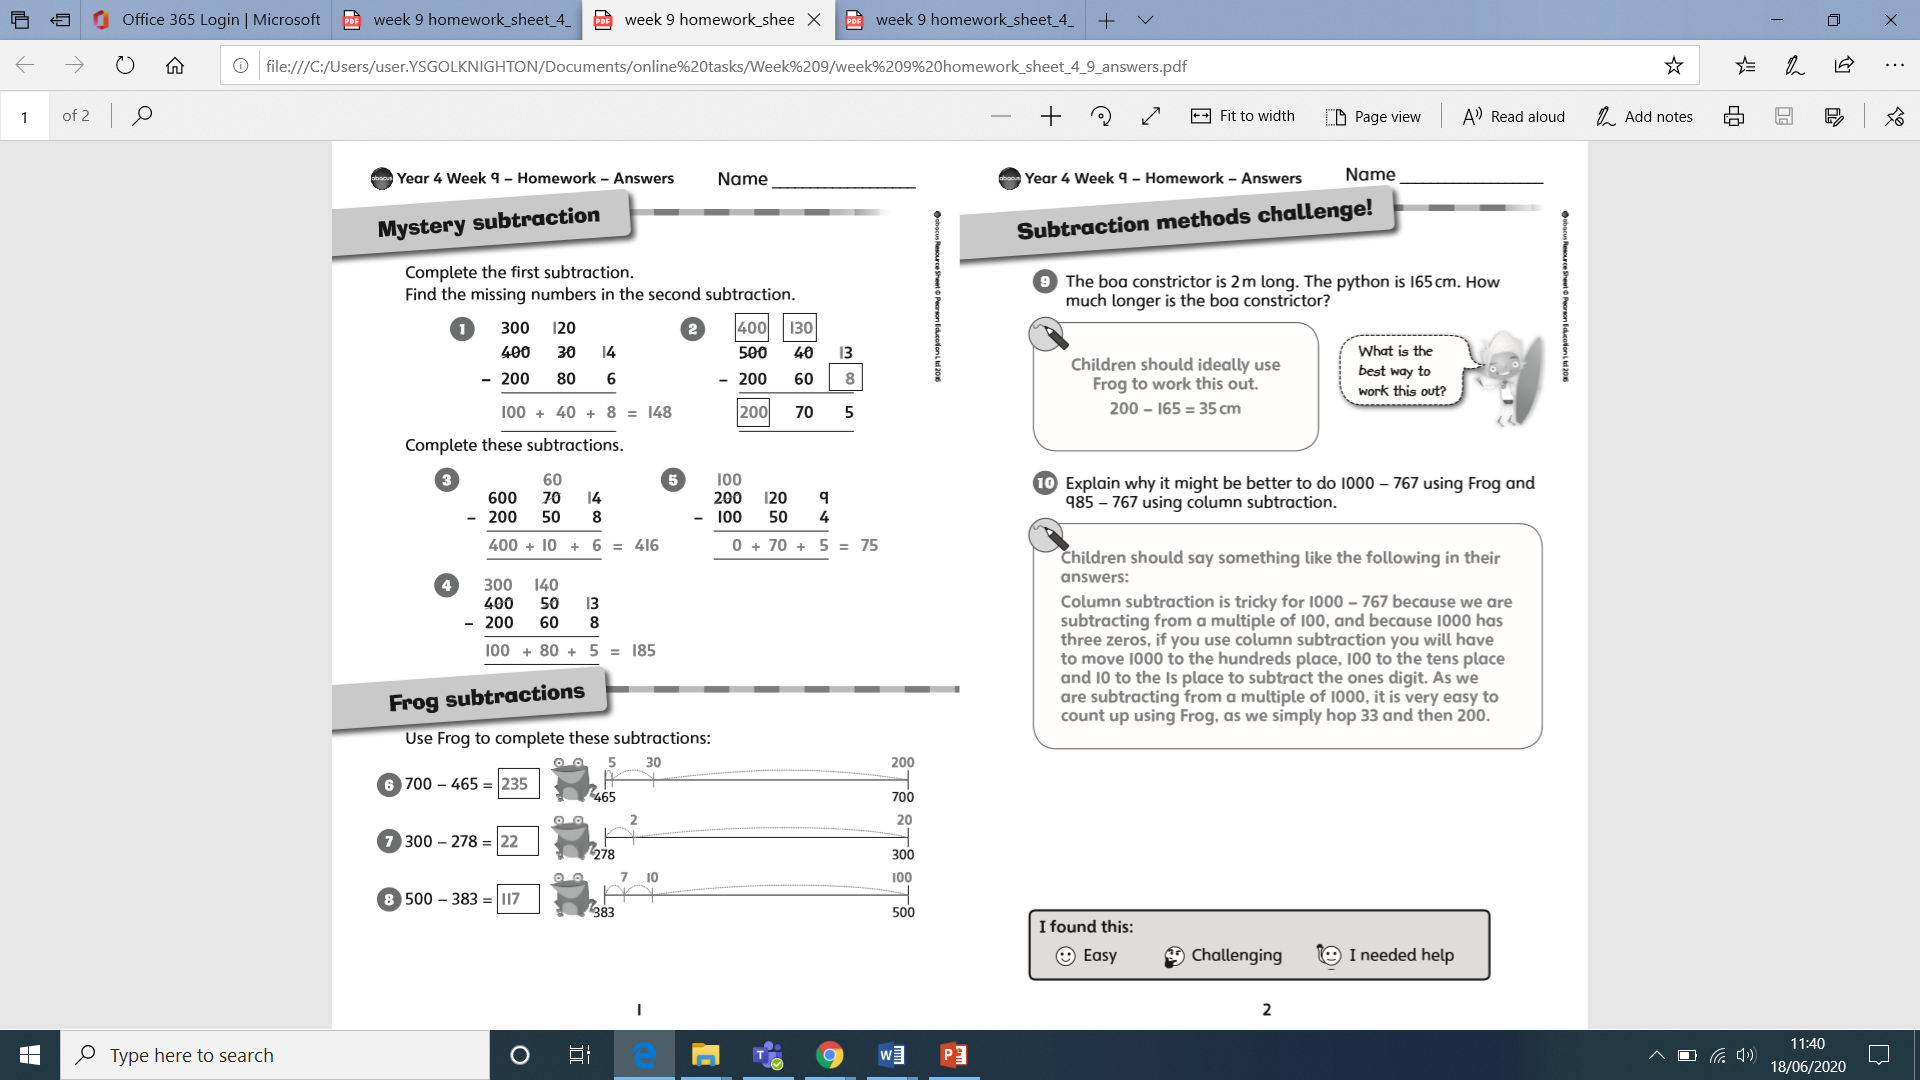 Office 365 Login | Microsoft
week 9 homework_sheet_4_
week 9 homework_shee
week 9 homework_sheet_4_
file:///C:/Users/user.YSGOLKNIGHTON/Documents/online%20tasks/Week%209/week%209%20homework_sheet_4_9_answers.pdf
1 of 2
Fit to width
Page view
Read aloud
Add notes
abacus Year 4 Week 9 – Homework – Answers Name
Mystery subtraction
Complete the first subtraction.
Find the missing numbers in the second subtraction.
1 300 120
400 30 14
– 200 80 6
100 + 40 + 8 = 148
2 400 130
500 40 13
– 200 60 8
200 70 5
Complete these subtractions.
3 60
600 70 14
– 200 50 8
400 + 10 + 6 = 416
5 100
200 120 9
– 100 50 4
0 + 70 + 5 = 75
4 300 140
400 50 13
– 200 60 8
100 + 80 + 5 = 185
Frog subtractions
Use Frog to complete these subtractions:
6 700 – 465 = 235
5 30 200
465 700
7 300 – 278 = 22
2 20
278 300
8 500 – 383 = 117
7 10 100
383 500
1
abacus Resource Sheet © Pearson Education Ltd 2016
abacus Year 4 Week 9 – Homework – Answers Name
Subtraction methods challenge!
9 The boa constrictor is 2 m long. The python is 165 cm. How
much longer is the boa constrictor?
Children should ideally use
Frog to work this out.
200 – 165 = 35 cm
What is the
best way to
work this out?
10 Explain why it might be better to do 1000 – 767 using Frog and
985 – 767 using column subtraction.
Children should say something like the following in their
answers:
Column subtraction is tricky for 1000 – 767 because we are
subtracting from a multiple of 100, and because 1000 has
three zeros, if you use column subtraction you will have
to move 1000 to the hundreds place, 100 to the tens place
and 10 to the 1s place to subtract the ones digit. As we
are subtracting from a multiple of 1000, it is very easy to
count up using Frog, as we simply hop 33 and then 200.
I found this:
Easy
Challenging
I needed help
2
abacus Resource Sheet © Pearson Education Ltd 2016
Type here to search
11:40
18/06/2020